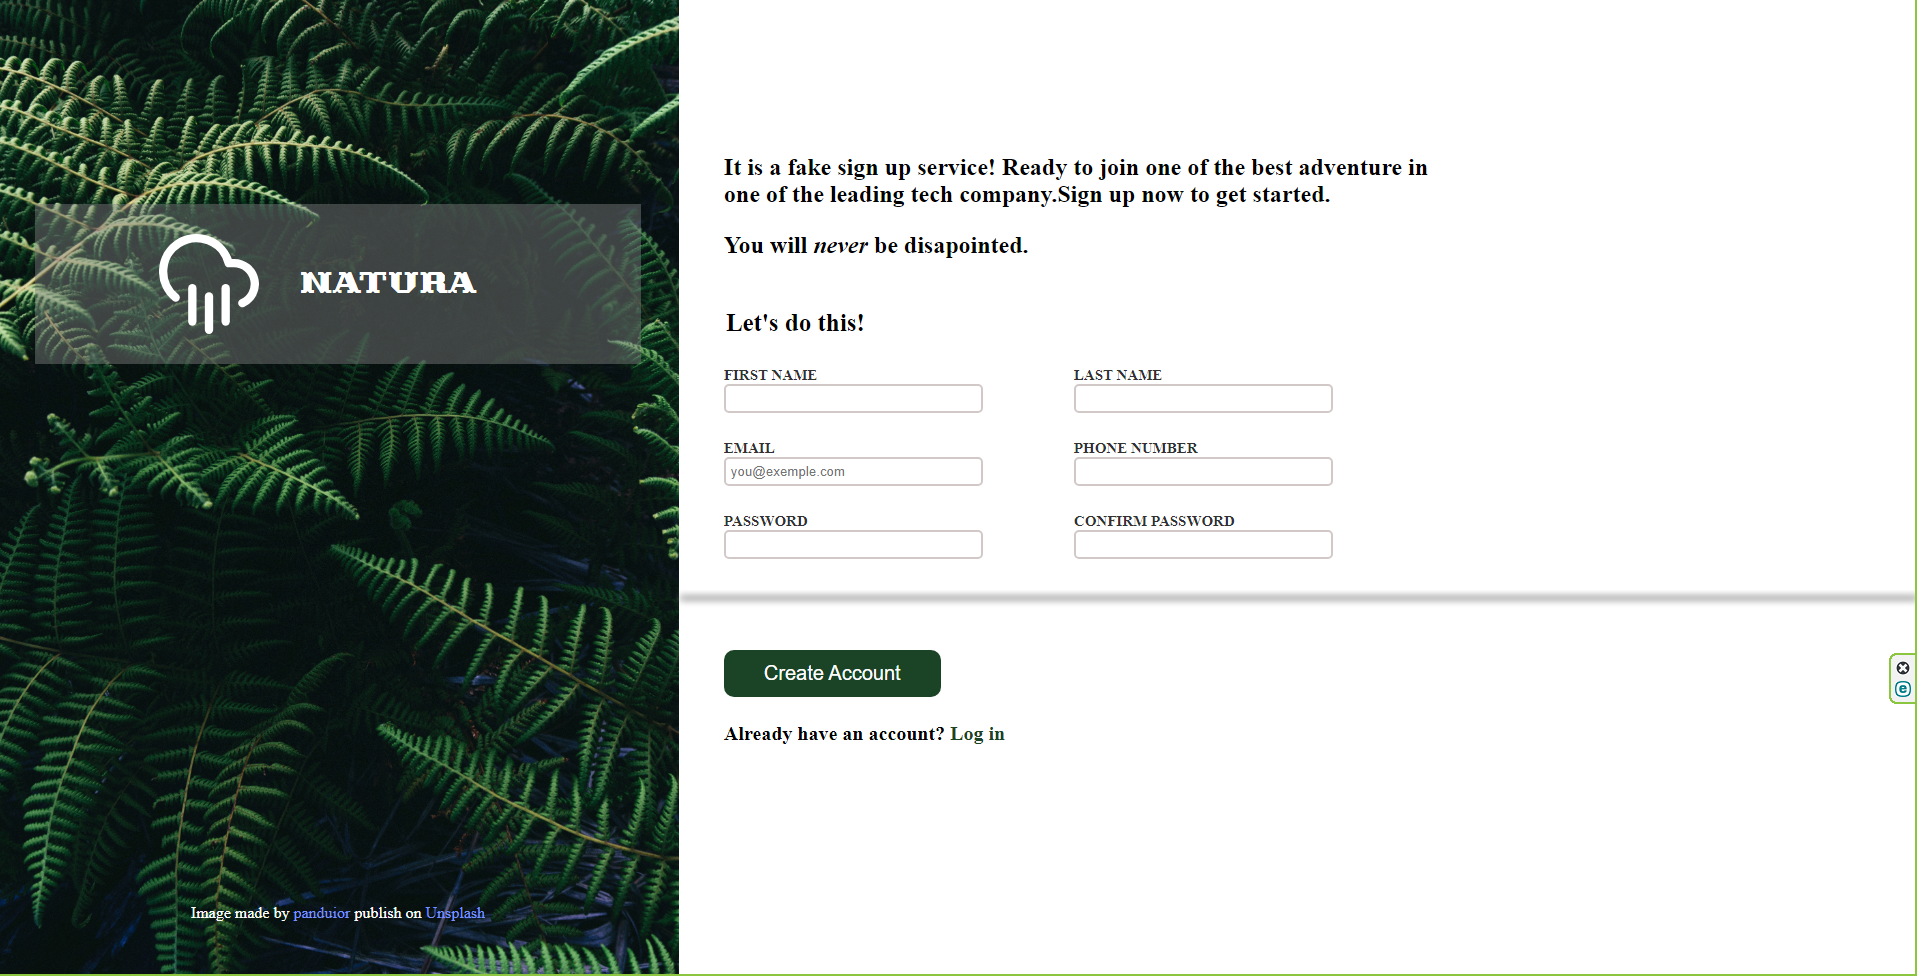 NATURA
Image made by panduior publish on Unsplash
It is a fake sign up service! Ready to join one of the best adventure in
one of the leading tech company.Sign up now to get started.
You will never be disapointed.
Let's do this!
FIRST NAME
LAST NAME
EMAIL
PHONE NUMBER
you@exemple.com
PASSWORD
CONFIRM PASSWORD
Create Account
Already have an account? Log in
e